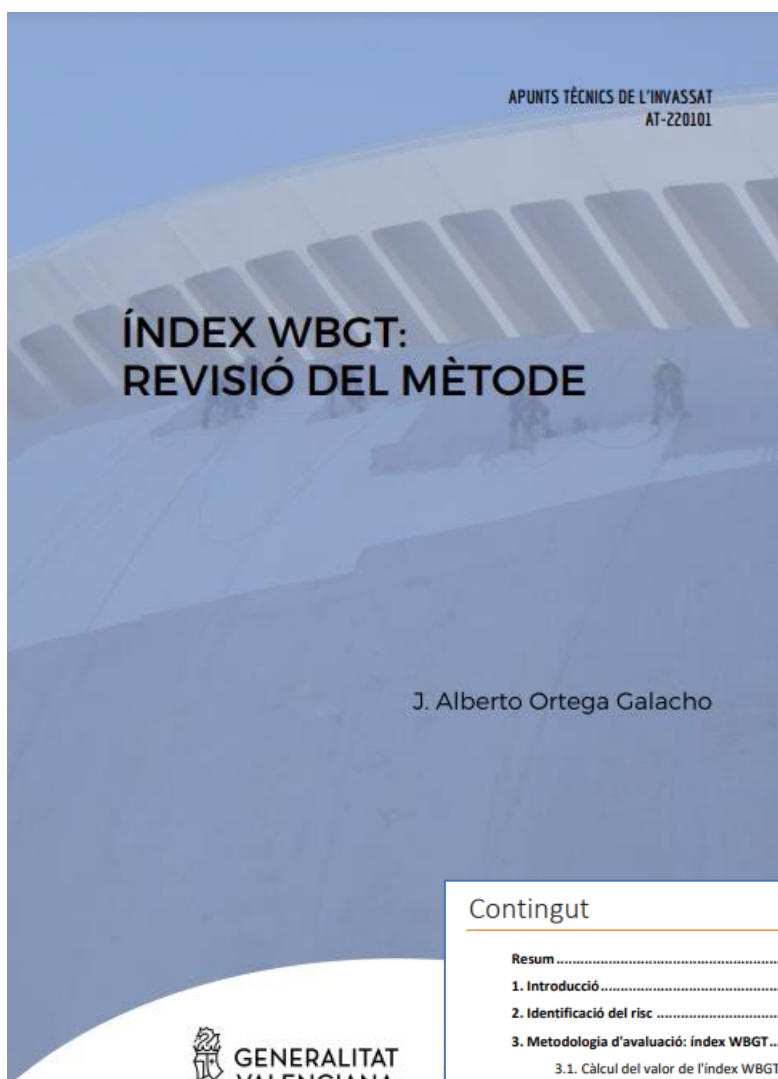 APUNTS TÈCNICS DE L'INVASSAT
AT-220101
ÍNDEX WBGT:
REVISIÓ DEL MÈTODE
J. Alberto Ortega Galacho
Contingut
Resum
1. Introducció
2. Identificació del risc
3. Metodologia d'avaluació: índex WBGT
3.1. Càlcul del valor de l'índex WBGT
GENERALITAT
VALENCIANA